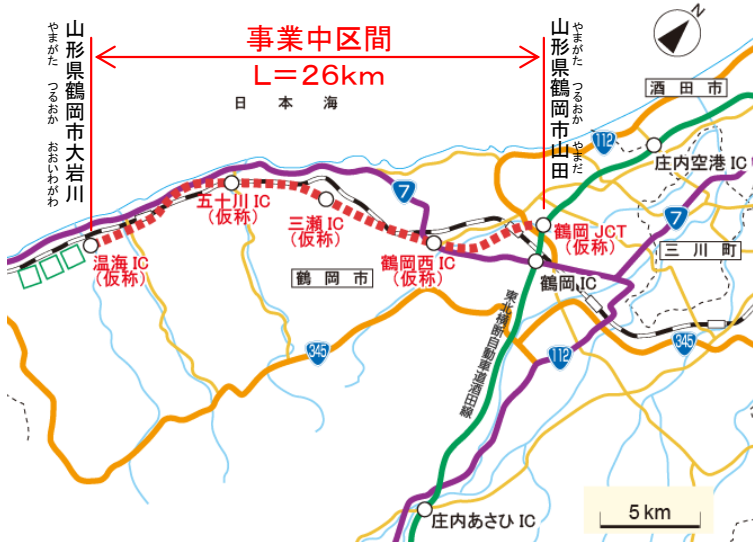 事業中区間
L=26km
山形県鶴岡市大岩川
やまがた つるおか おおいわがわ
山形県鶴岡市山田
やまがた つるおか やまだ
N
日本海
酒田市
112
庄内空港 IC
7
五十川 IC
(仮称)
三瀬 IC
(仮称)
鶴岡 JCT
(仮称)
7
三川町
温海 IC
(仮称)
鶴岡市
鶴岡西 IC
(仮称)
鶴岡 IC
東北横断自動車道酒田線
345
112
345
庄内あさひ IC
5km